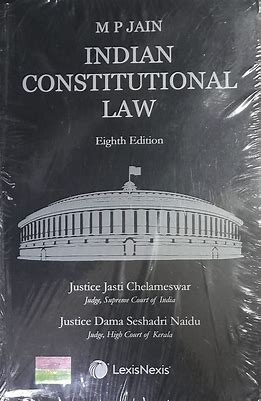 M P JAIN
INDIAN
CONSTITUTIONAL
LAW
Eighth Edition
Justice Jasti Chelameswar
Judge, Supreme Court of India
Justice Dama Seshadri Naidu
Judge, High Court of Kerala
LexisNexis®